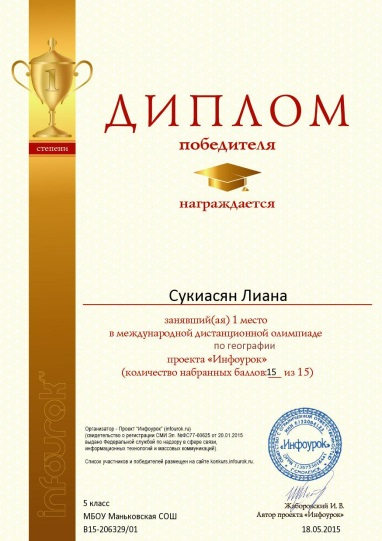 1
степени
ДИПЛОМ
победителя
награждается
Сукиасян Лиана
занявший(ая) 1 место
в международной дистанционной олимпиаде
по географии
проекта «Инфоурок»
(количество набранных баллов:15 из 15)
Организатор - Проект "Инфоурок" (infourok.ru)
(свидетельство о регистрации СМИ Эл. №ФС77-60625 от 20.01.2015
выдано Федеральной службой по надзору в сфере связи,
информационных технологий и массовых коммуникаций).
Список участников и победителей размещен на сайте konkurs.infourok.ru.
«Инфоурок»
infourok
5 класс
МБОУ Маньковская СОШ
В15-206329/01
Жаборовский И. В.
Автор проекта «Инфоурок»
18.05.2015